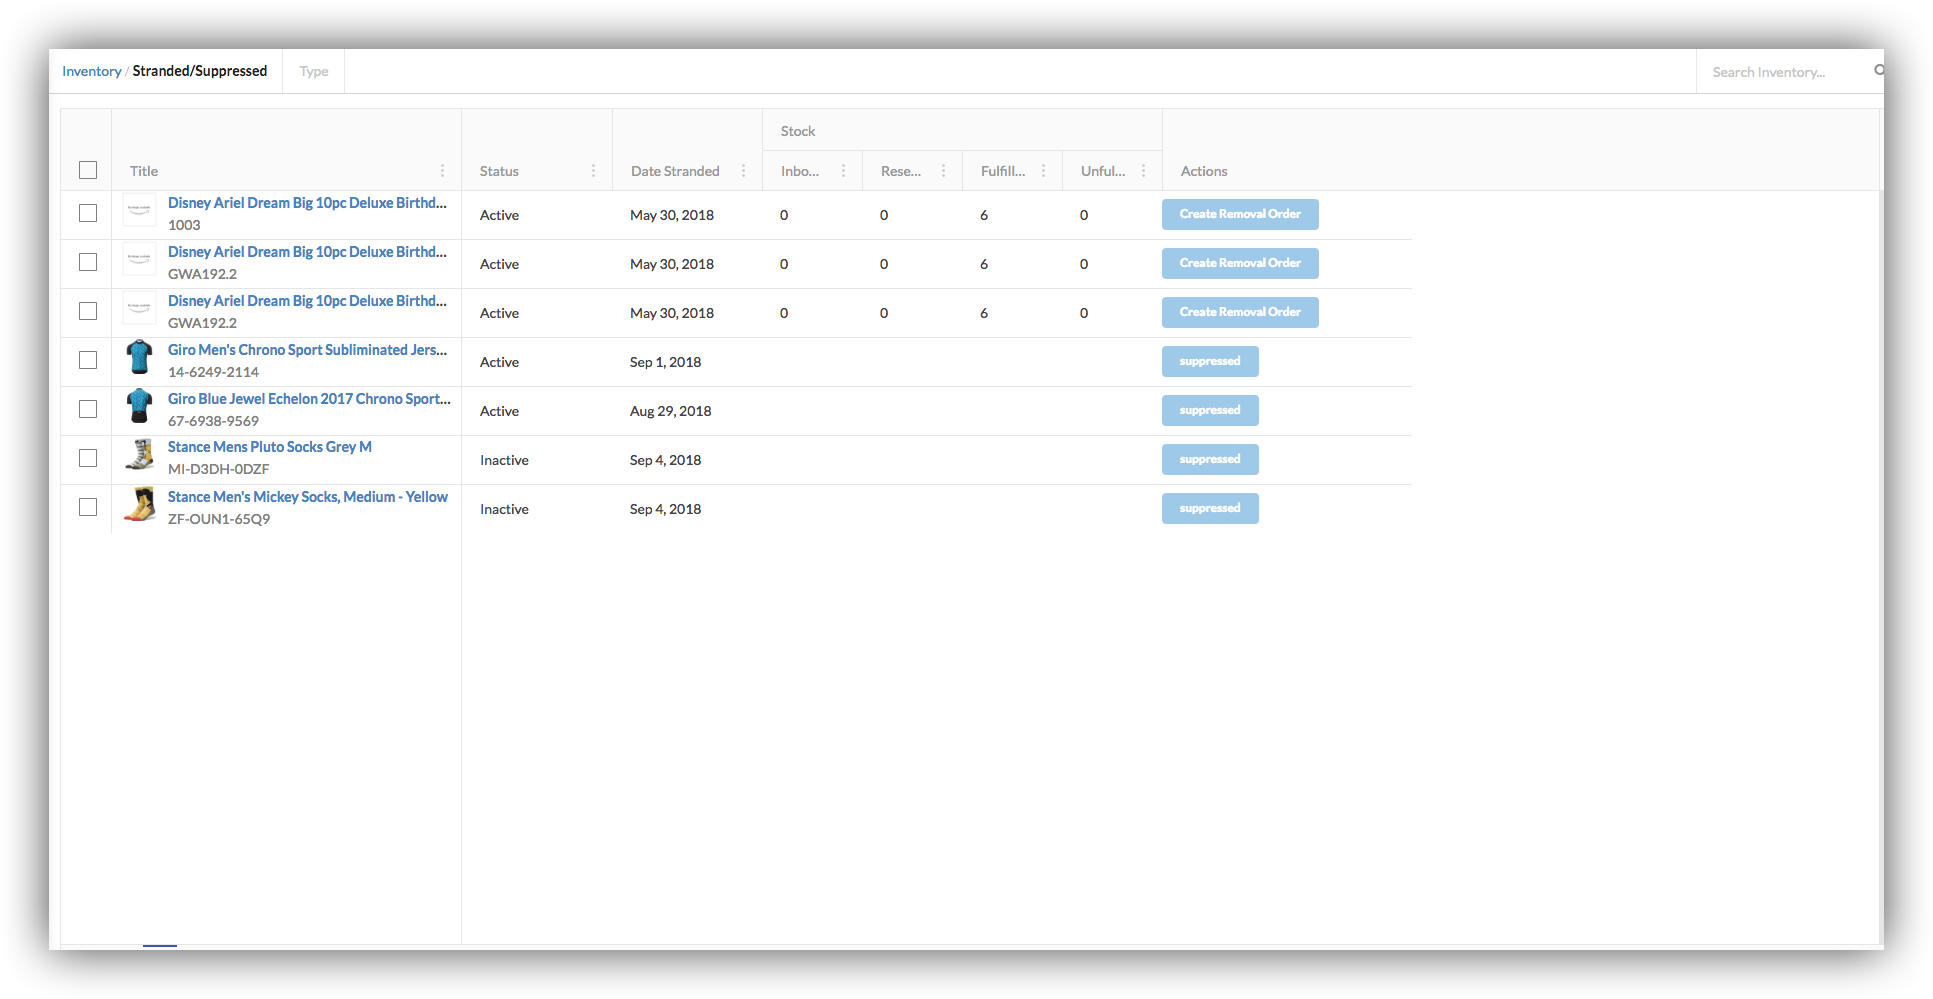 Inventory / Stranded/Suppressed
Type
Search Inventory...
Stock
Title
Status
Date Stranded
Inbo...
Rese...
Fulfill...
Unful...
Actions
Disney Ariel Dream Big 10pc Deluxe Birthd...
1003
Active
May 30, 2018
0
0
6
0
Create Removal Order
Disney Ariel Dream Big 10pc Deluxe Birthd...
GWA192.2
Active
May 30, 2018
0
0
6
0
Create Removal Order
Disney Ariel Dream Big 10pc Deluxe Birthd...
GWA192.2
Active
May 30, 2018
0
0
6
0
Create Removal Order
Giro Men's Chrono Sport Subliminated Jers...
14-6249-2114
Active
Sep 1, 2018
suppressed
Giro Blue Jewel Echelon 2017 Chrono Sport...
67-6938-9569
Active
Aug 29, 2018
suppressed
Stance Mens Pluto Socks Grey M
MI-D3DH-0DZF
Inactive
Sep 4, 2018
suppressed
Stance Men's Mickey Socks, Medium - Yellow
ZF-OUN1-65Q9
Inactive
Sep 4, 2018
suppressed